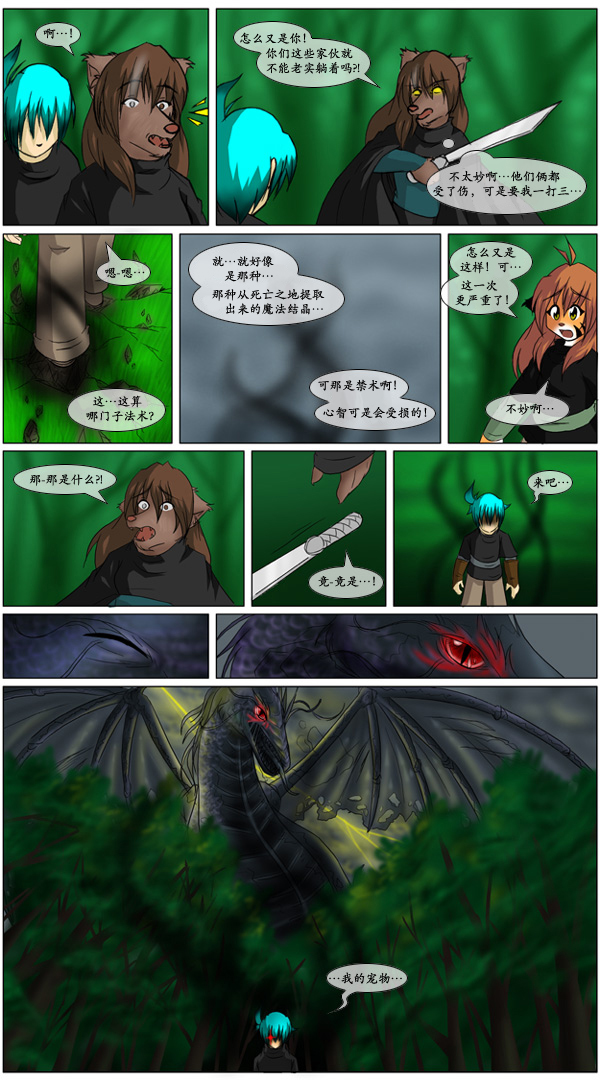 啊…!
怎么又是你!
你们这些家伙就
不能老实躺着吗?!
不太妙啊…他们俩都
受了伤，可是要我一打三…
嗯-嗯…
这…这算
哪门子法术?
就…就好像
是那种…
那种从死亡之地提取
出来的魔法结晶…
可那是禁术啊!
心智可是会受损的!
怎么又是
这样! 可…
这一次
更严重了!
不妙啊…
那-那是什么?!
竟-竟是…!
来吧…
…我的宠物…